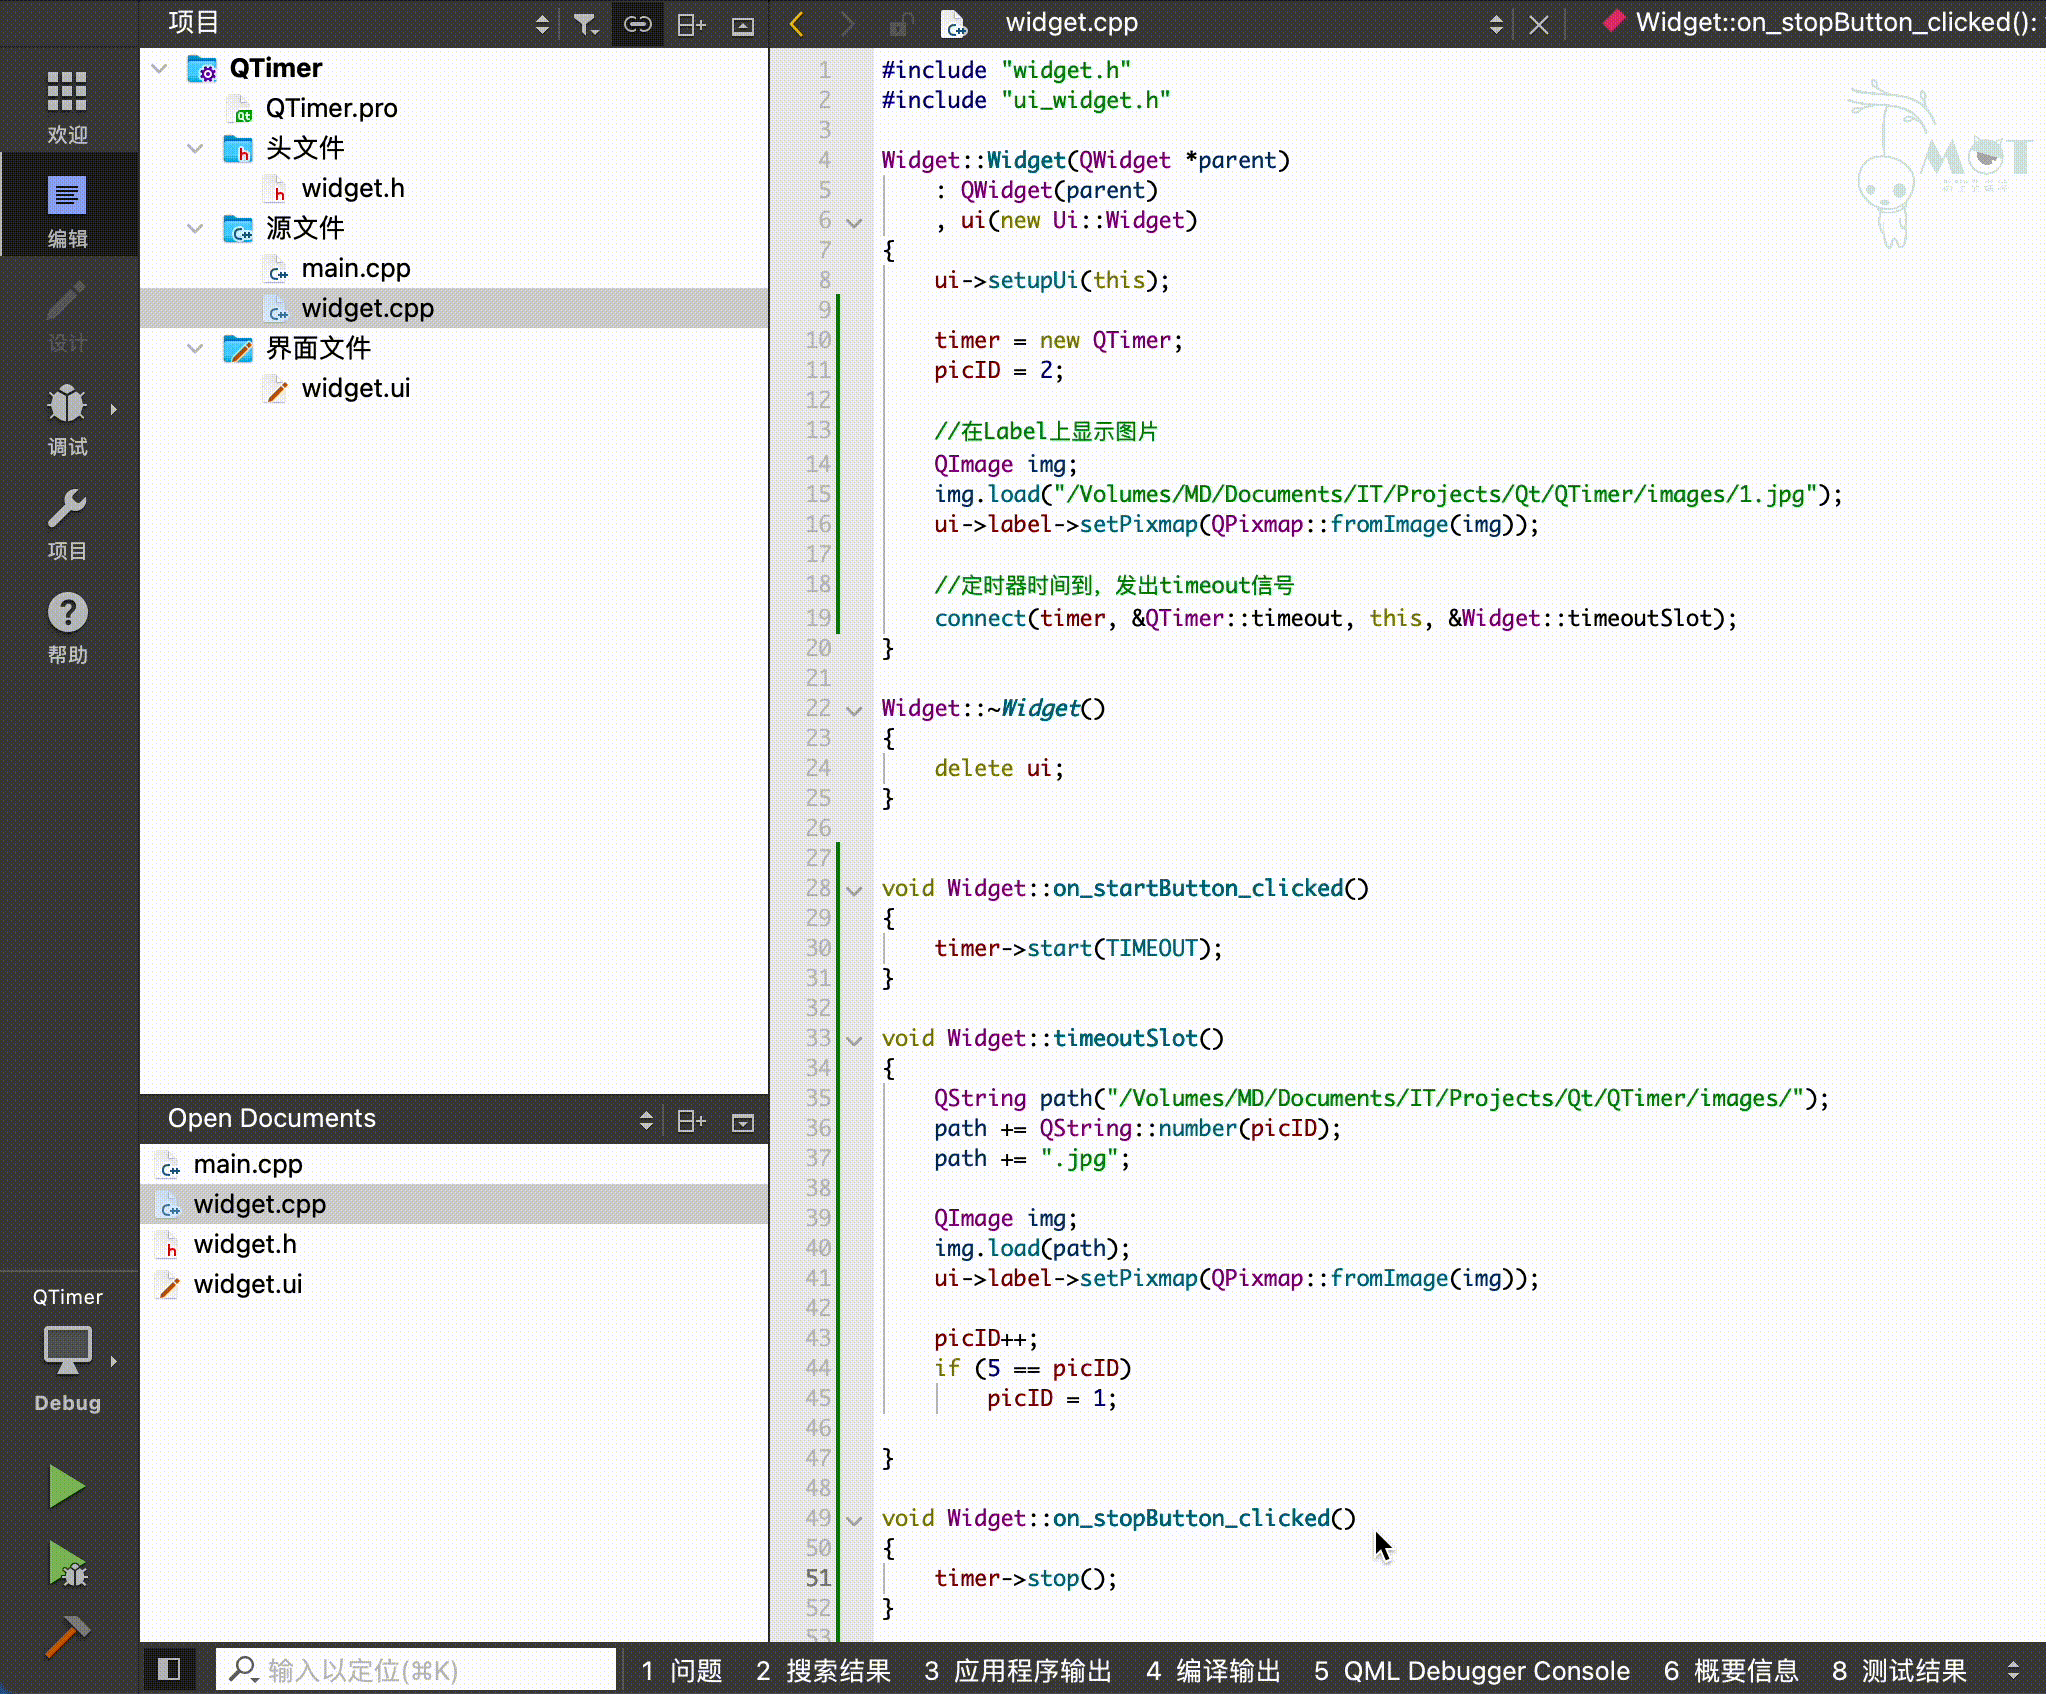 项目
widget.cpp
Widget::on_stopButton_clicked():
欢迎
编辑
设计
调试
项目
帮助
QTimer
Debug
QTimer
QTimer.pro
头文件
widget.h
源文件
main.cpp
widget.cpp
界面文件
widget.ui
Open Documents
main.cpp
widget.cpp
widget.h
widget.ui
MOT
1 #include "widget.h"
2 #include "ui_widget.h"
3
4 Widget::Widget(QWidget *parent)
5     : QWidget(parent)
6     , ui(new Ui::Widget)
7 {
8     ui->setupUi(this);
9
10     timer = new QTimer;
11     picID = 2;
12
13     //在Label上显示图片
14     QImage img;
15     img.load("/Volumes/MD/Documents/IT/Projects/Qt/QTimer/images/1.jpg");
16     ui->label->setPixmap(QPixmap::fromImage(img));
17
18     //定时器时间到，发出timeout信号
19     connect(timer, &QTimer::timeout, this, &Widget::timeoutSlot);
20 }
21
22 Widget::~Widget()
23 {
24     delete ui;
25 }
26
27
28 void Widget::on_startButton_clicked()
29 {
30     timer->start(TIMEOUT);
31 }
32
33 void Widget::timeoutSlot()
34 {
35     QString path("/Volumes/MD/Documents/IT/Projects/Qt/QTimer/images/");
36     path += QString::number(picID);
37     path += ".jpg";
38
39     QImage img;
40     img.load(path);
41     ui->label->setPixmap(QPixmap::fromImage(img));
42
43     picID++;
44     if (5 == picID)
45         picID = 1;
46
47 }
48
49 void Widget::on_stopButton_clicked()
50 {
51     timer->stop();
52 }
53
输入以定位(⌘K)
1 问题 2 搜索结果 3 应用程序输出 4 编译输出 5 QML Debugger Console 6 概要信息 8 测试结果